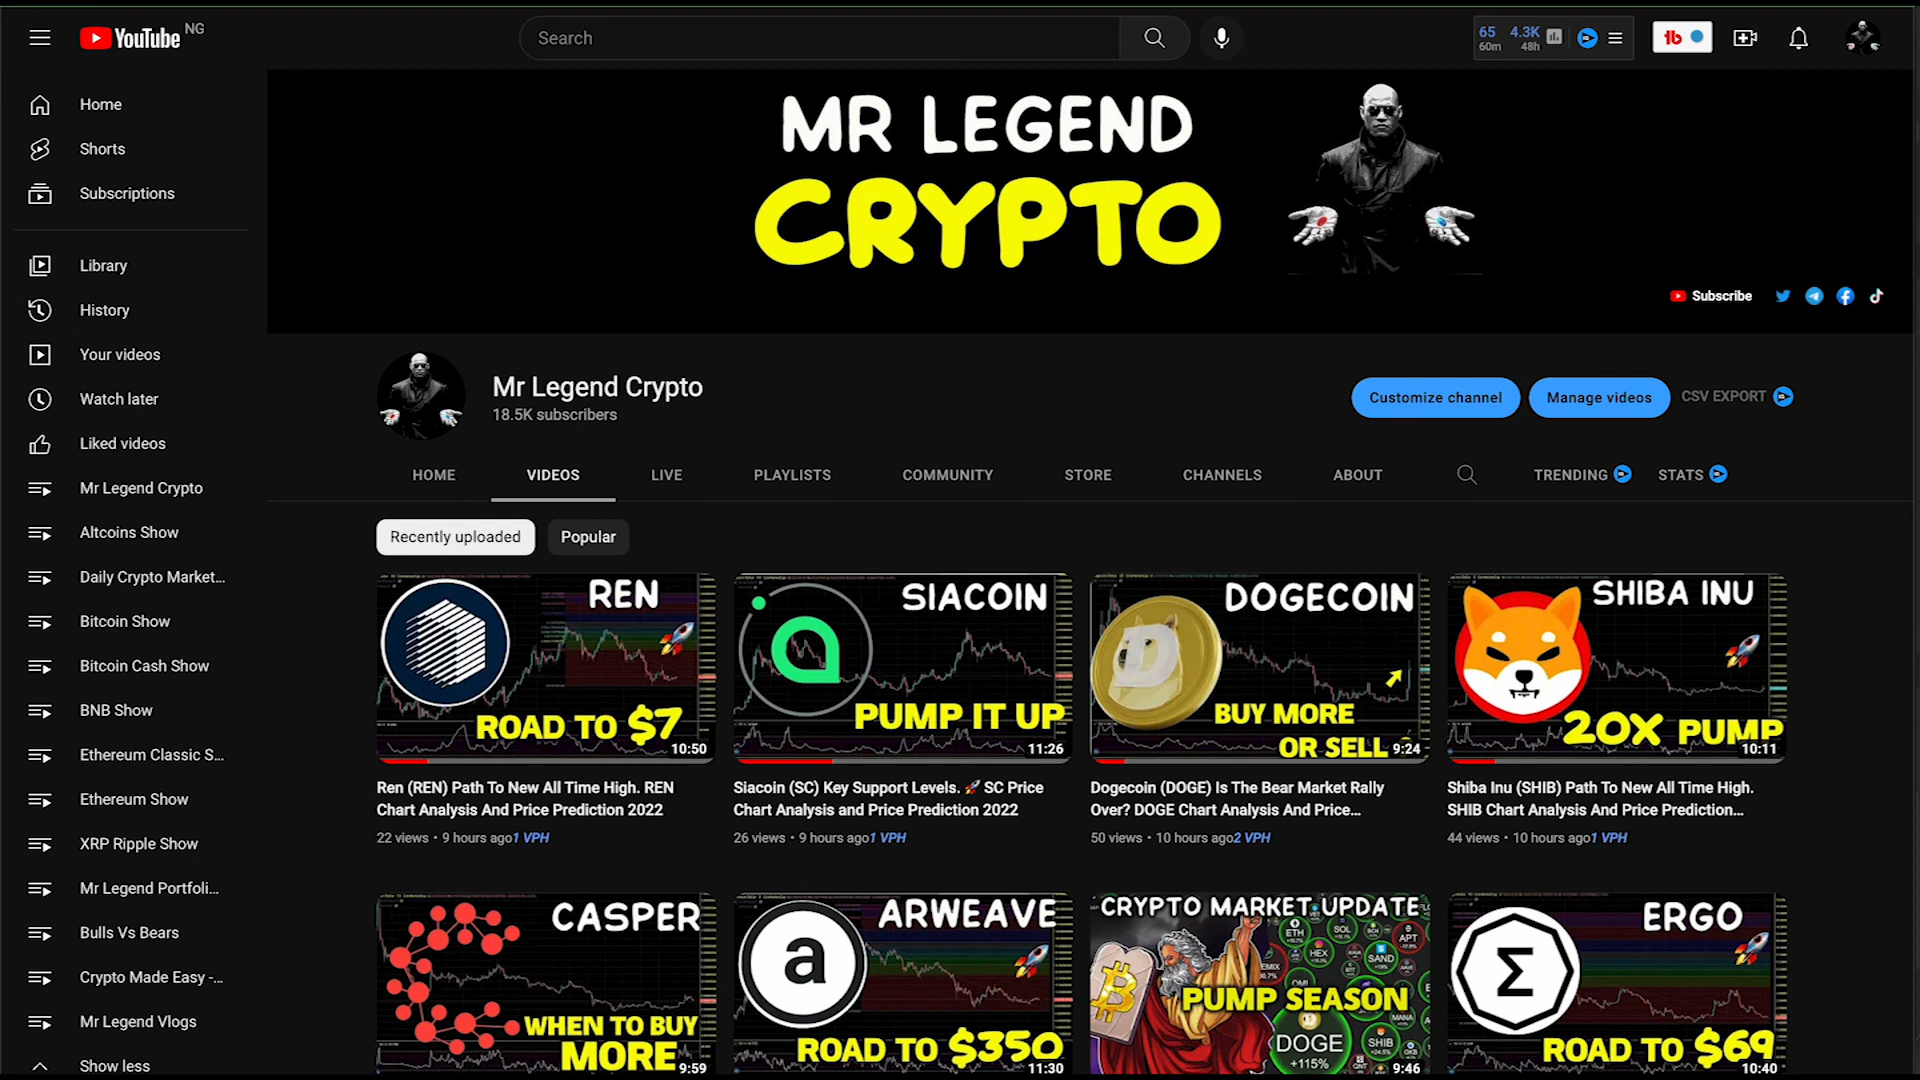 YouTube NG
Search
65 4.3K
60m 48h
Home
Shorts
Subscriptions
Library
History
Your videos
Watch later
Liked videos
Mr Legend Crypto
Altcoins Show
Daily Crypto Market...
Bitcoin Show
Bitcoin Cash Show
BNB Show
Ethereum Classic S...
Ethereum Show
XRP Ripple Show
Mr Legend Portfoli...
Bulls Vs Bears
Crypto Made Easy -...
Mr Legend Vlogs
Show less
MR LEGEND
CRYPTO
Subscribe
Mr Legend Crypto
18.5K subscribers
Customize channel
Manage videos
CSV EXPORT
HOME VIDEOS LIVE PLAYLISTS COMMUNITY STORE CHANNELS ABOUT TRENDING STATS
Recently uploaded Popular
REN
ROAD TO $7
10:50
Ren (REN) Path To New All Time High. REN
Chart Analysis And Price Prediction 2022
22 views • 9 hours ago1 VPH
SIACOIN
PUMP IT UP
11:26
Siacoin (SC) Key Support Levels. 🚀 SC Price
Chart Analysis and Price Prediction 2022
26 views • 9 hours ago1 VPH
DOGECOIN
BUY MORE
OR SELL
9:24
Dogecoin (DOGE) Is The Bear Market Rally
Over? DOGE Chart Analysis And Price...
50 views • 10 hours ago2 VPH
SHIBA INU
20X PUMP
10:11
Shiba Inu (SHIB) Path To New All Time High.
SHIB Chart Analysis And Price Prediction...
44 views • 10 hours ago1 VPH
CASPER
WHEN TO BUY
MORE
9:59
ARWEAVE
a
ROAD TO $350
11:30
CRYPTO MARKET UPDATE
ETH
SOL
HEX
APT
SAND
PUMP SEASON
MANA
DOGE
+115%
SHIB
+24.5%
9:46
ERGO
Σ
ROAD TO $69
10:40